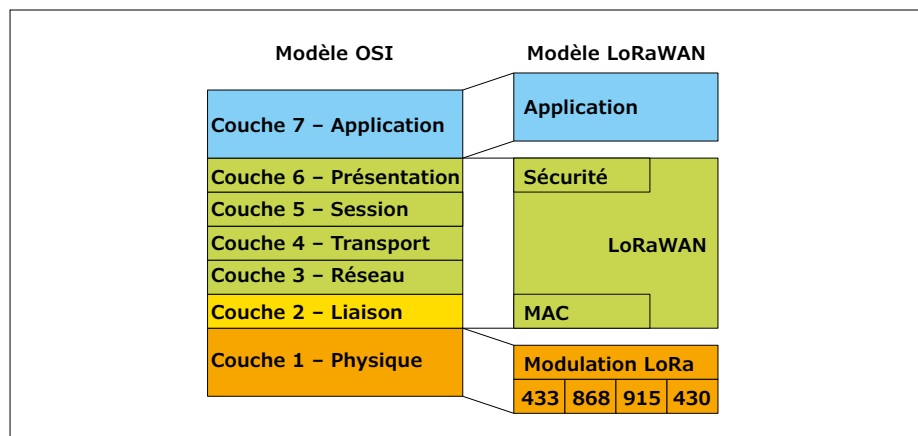 Modèle OSI
Modèle LoRaWAN
Couche 7 – Application
Couche 6 – Présentation
Couche 5 – Session
Couche 4 – Transport
Couche 3 – Réseau
Couche 2 – Liaison
Couche 1 – Physique
Application
Sécurité
LoRaWAN
MAC
Modulation LoRa
433 868 915 430